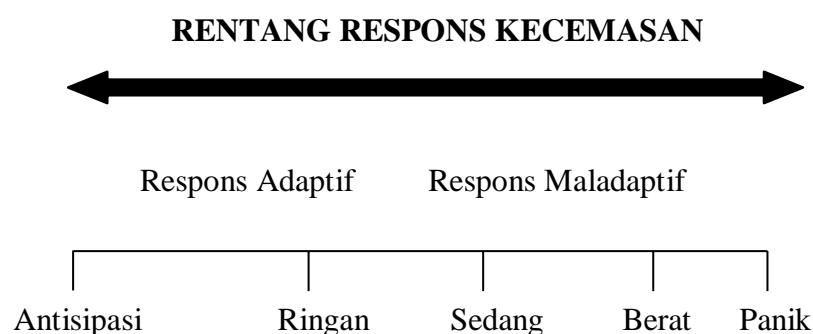 RENTANG RESPONS KECEMASAN
Respons Adaptif Respons Maladaptif
Antisipasi Ringan Sedang Berat Panik